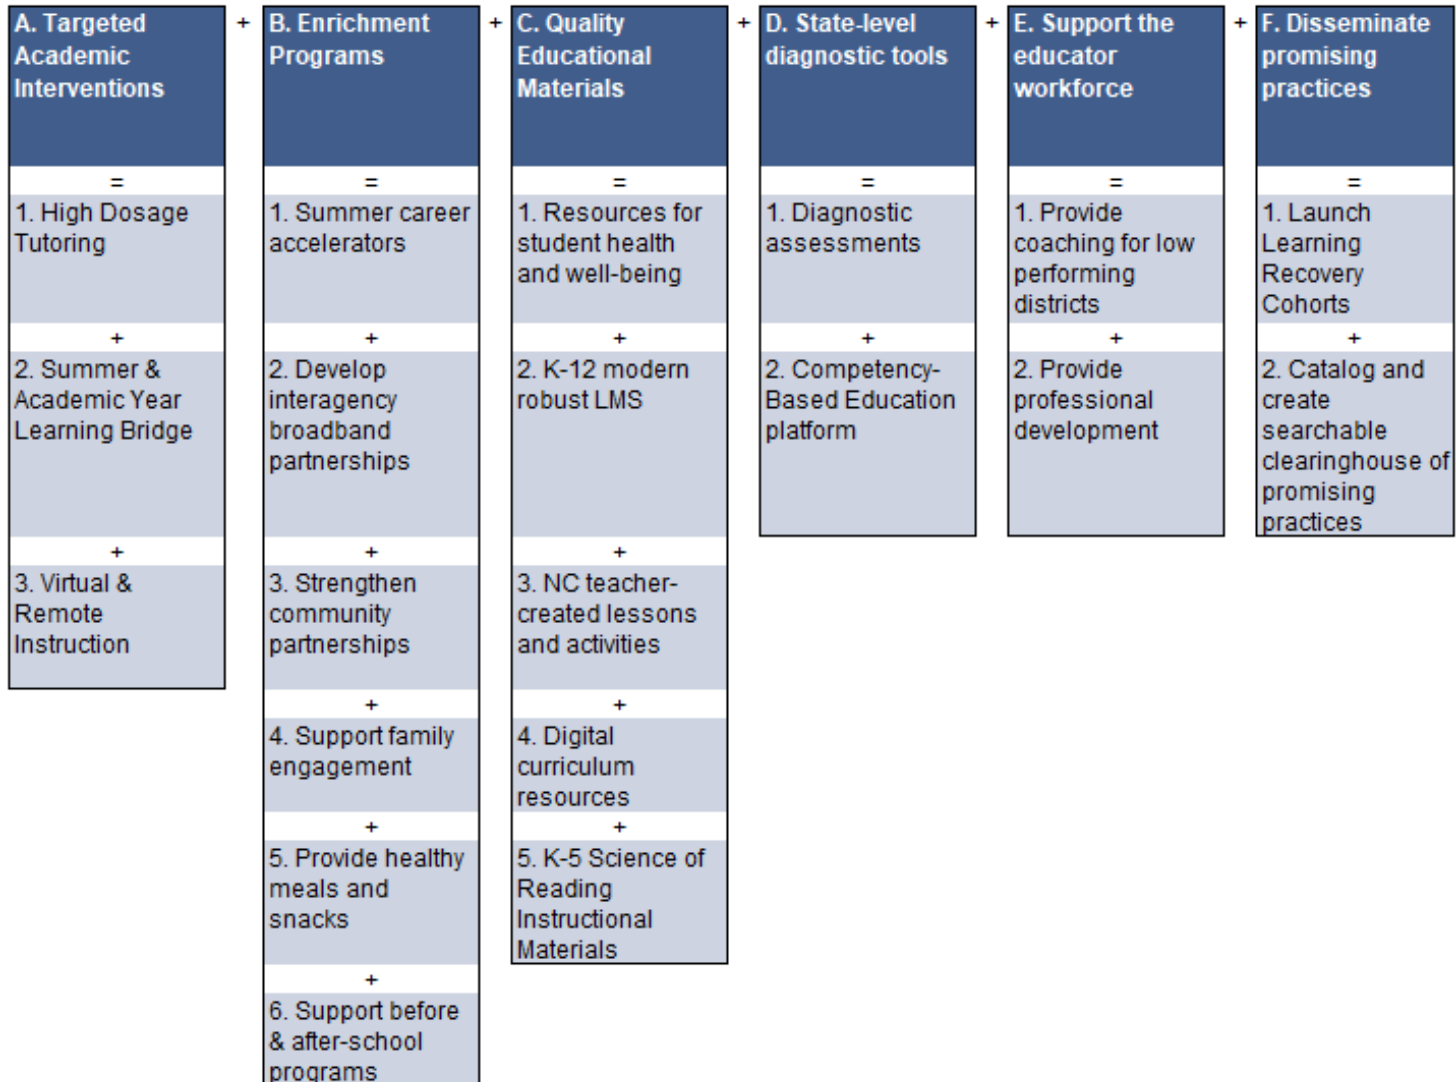 A. Targeted
Academic
Interventions
+
B. Enrichment
Programs
+
C. Quality
Educational
Materials
+
D. State-level
diagnostic tools
+
E. Support the
educator
workforce
+
F. Disseminate
promising
practices
=
1. High Dosage
Tutoring
+
2. Summer &
Academic Year
Learning Bridge
+
3. Virtual &
Remote
Instruction
=
1. Summer career
accelerators
+
2. Develop
interagency
broadband
partnerships
+
3. Strengthen
community
partnerships
+
4. Support family
engagement
+
5. Provide healthy
meals and
snacks
+
6. Support before
& after-school
programs
=
1. Resources for
student health
and well-being
+
2. K-12 modern
robust LMS
+
3. NC teacher-
created lessons
and activities
+
4. Digital
curriculum
resources
+
5. K-5 Science of
Reading
Instructional
Materials
=
1. Diagnostic
assessments
+
2. Competency-
Based Education
platform
=
1. Provide
coaching for low
performing
districts
+
2. Provide
professional
development
=
1. Launch
Learning
Recovery
Cohorts
+
2. Catalog and
create
searchable
clearinghouse of
promising
practices